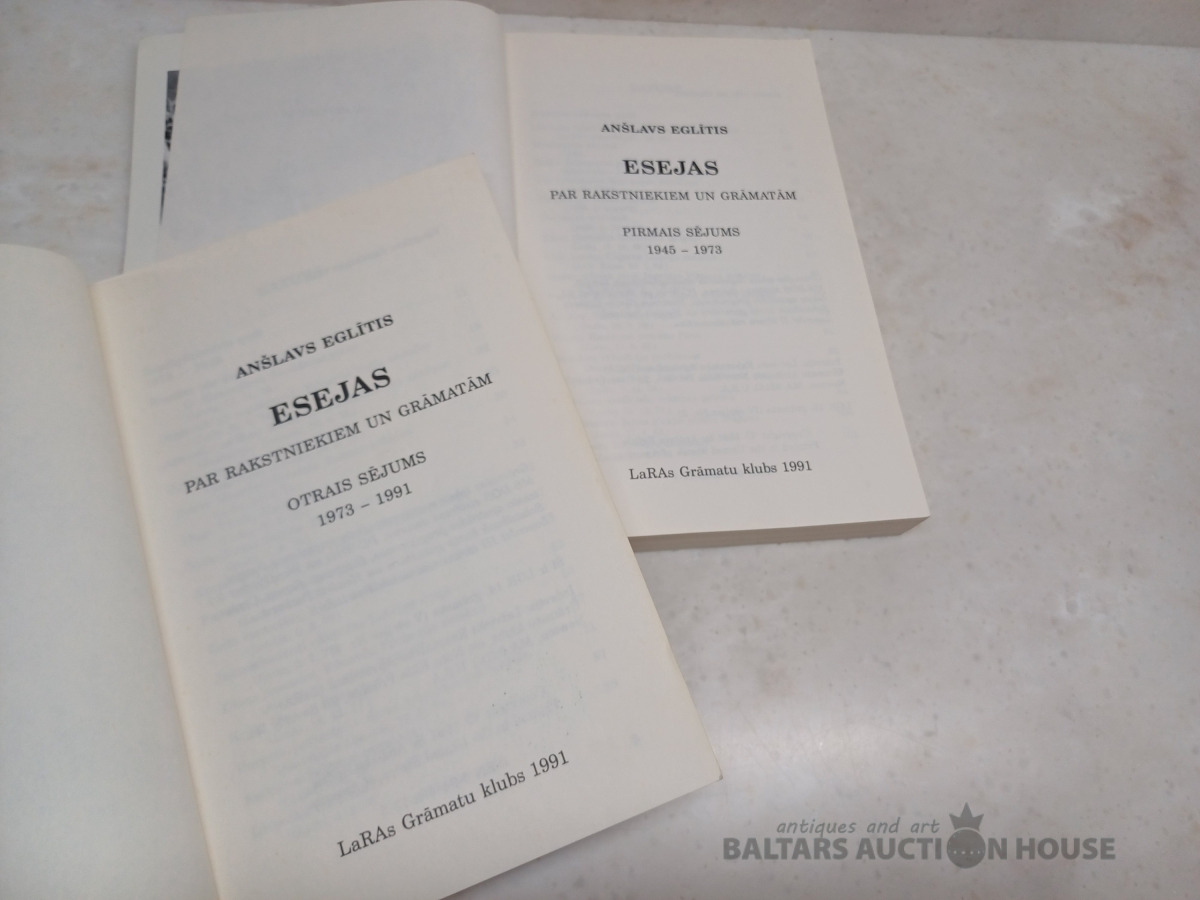 ANŠLAVS EGLĪTIS
ESEJAS
PAR RAKSTNIEKIEM UN GRĀMATĀM
PIRMAIS SĒJUMS
1945 – 1973
LaRAs Grāmatu klubs 1991
ANŠLAVS EGLĪTIS
ESEJAS
PAR RAKSTNIEKIEM UN GRĀMATĀM
OTRAIS SĒJUMS
1973 – 1991
LaRAs Grāmatu klubs 1991
antiques and art
BALTARS AUCTION HOUSE